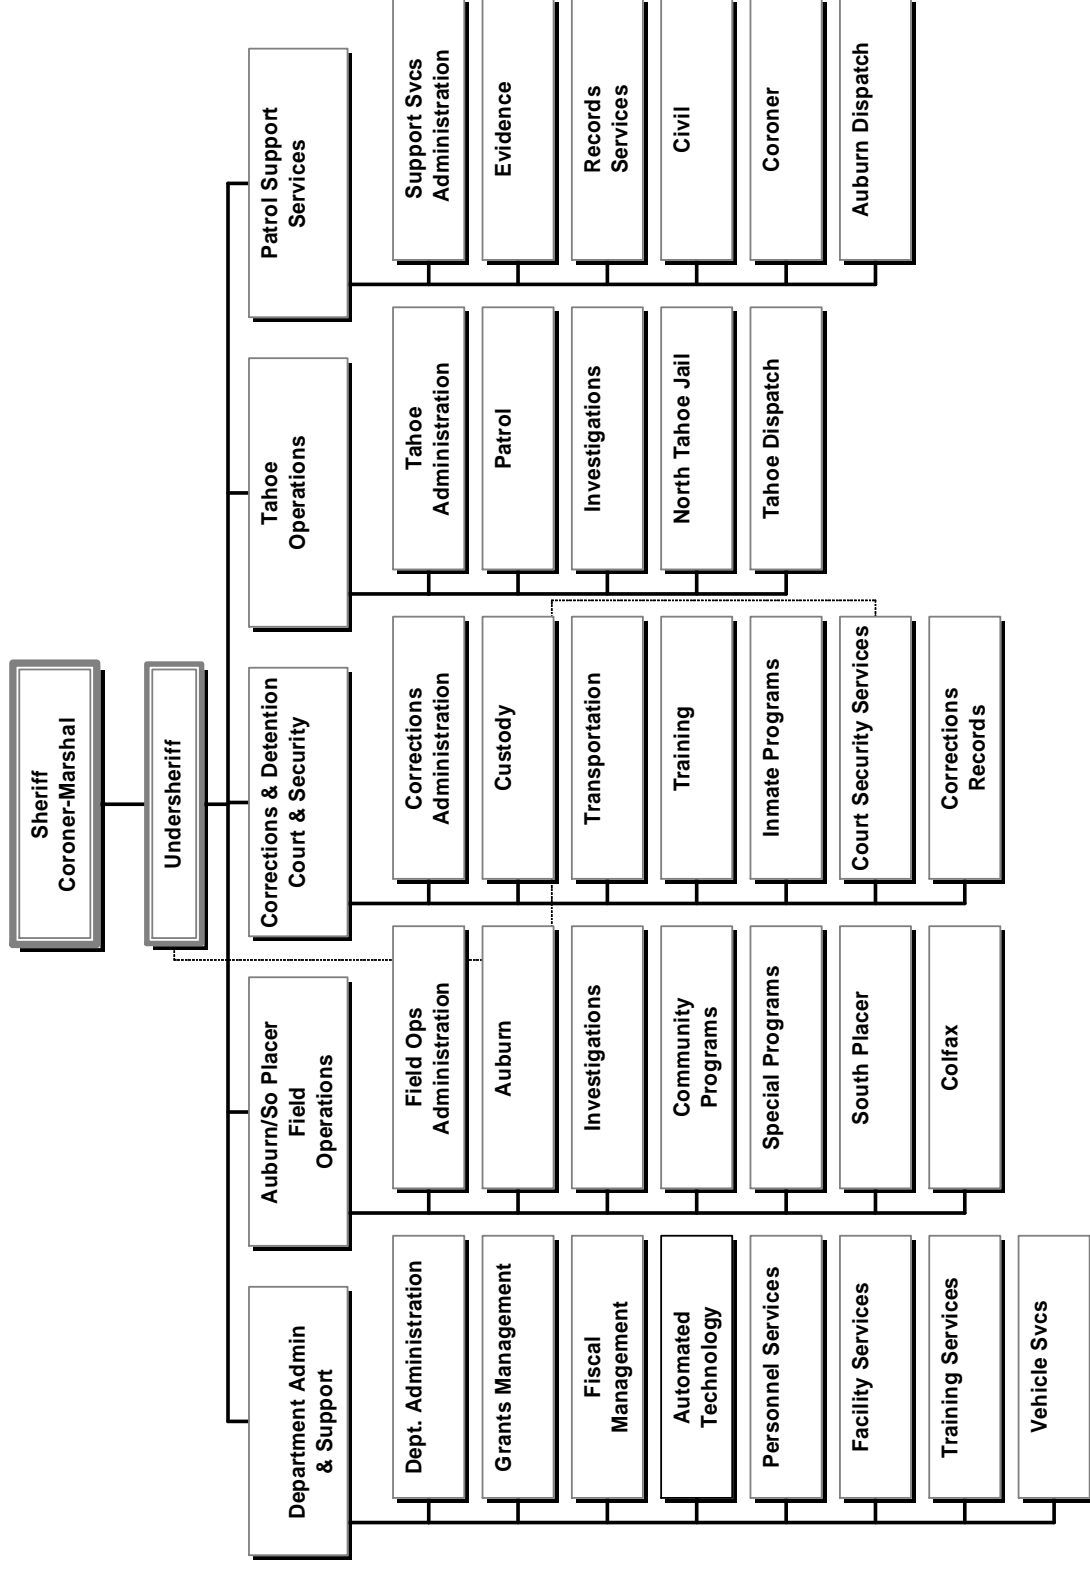 Sheriff
Coroner-Marshal
Undersheriff
Department Admin
& Support
Dept. Administration
Grants Management
Fiscal
Management
Automated
Technology
Personnel Services
Facility Services
Training Services
Vehicle Svcs
Auburn/So Placer
Field
Operations
Field Ops
Administration
Auburn
Investigations
Community
Programs
Special Programs
South Placer
Colfax
Corrections & Detention
Court & Security
Corrections
Administration
Custody
Transportation
Training
Inmate Programs
Court Security Services
Corrections
Records
Tahoe
Operations
Tahoe
Administration
Patrol
Investigations
North Tahoe Jail
Tahoe Dispatch
Patrol Support
Services
Support Svcs
Administration
Evidence
Records
Services
Civil
Coroner
Auburn Dispatch